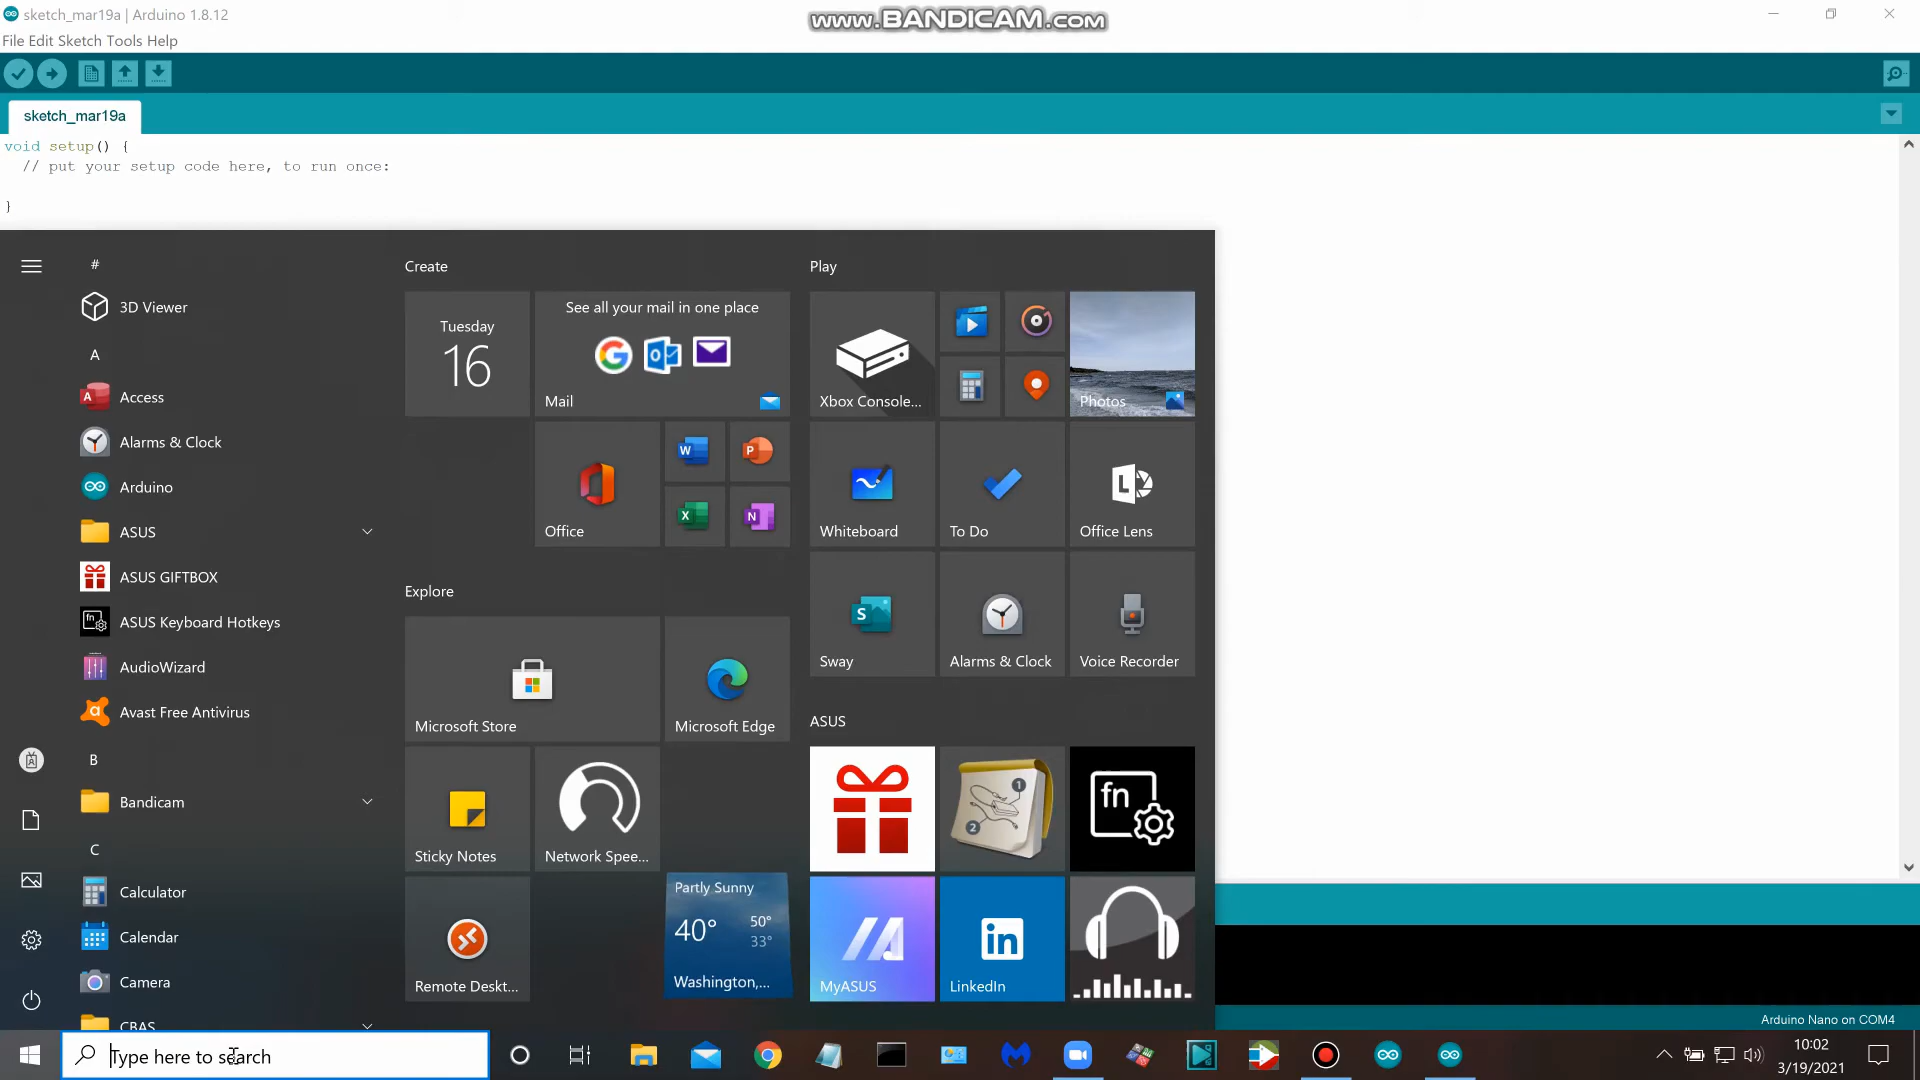 sketch_mar19a | Arduino 1.8.12
www.BANDICAM.com
File Edit Sketch Tools Help
sketch_mar19a
void setup() {
// put your setup code here, to run once:
}
#
3D Viewer
A
Access
Alarms & Clock
Arduino
ASUS
ASUS GIFTBOX
ASUS Keyboard Hotkeys
AudioWizard
Avast Free Antivirus
B
Bandicam
C
Calculator
Calendar
Camera
CBAS
Create
Tuesday
16
See all your mail in one place
Mail
Office
Explore
Microsoft Store
Microsoft Edge
Sticky Notes
Network Spee...
Remote Deskt...
Partly Sunny
40° 50°
33°
Washington,...
Play
Xbox Console...
Photos
Whiteboard
To Do
Office Lens
Sway
Alarms & Clock
Voice Recorder
ASUS
fn
MyASUS
LinkedIn
Arduino Nano on COM4
Type here to search
10:02
3/19/2021